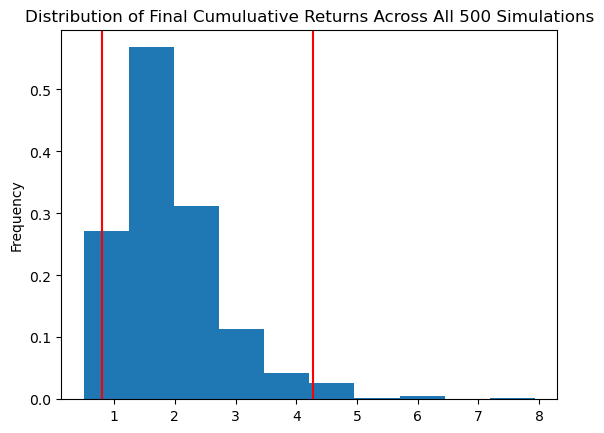 Distribution of Final Cumuluative Returns Across All 500 Simulations
Frequency
0.5
0.4
0.3
0.2
0.1
0.0
1 2 3 4 5 6 7 8